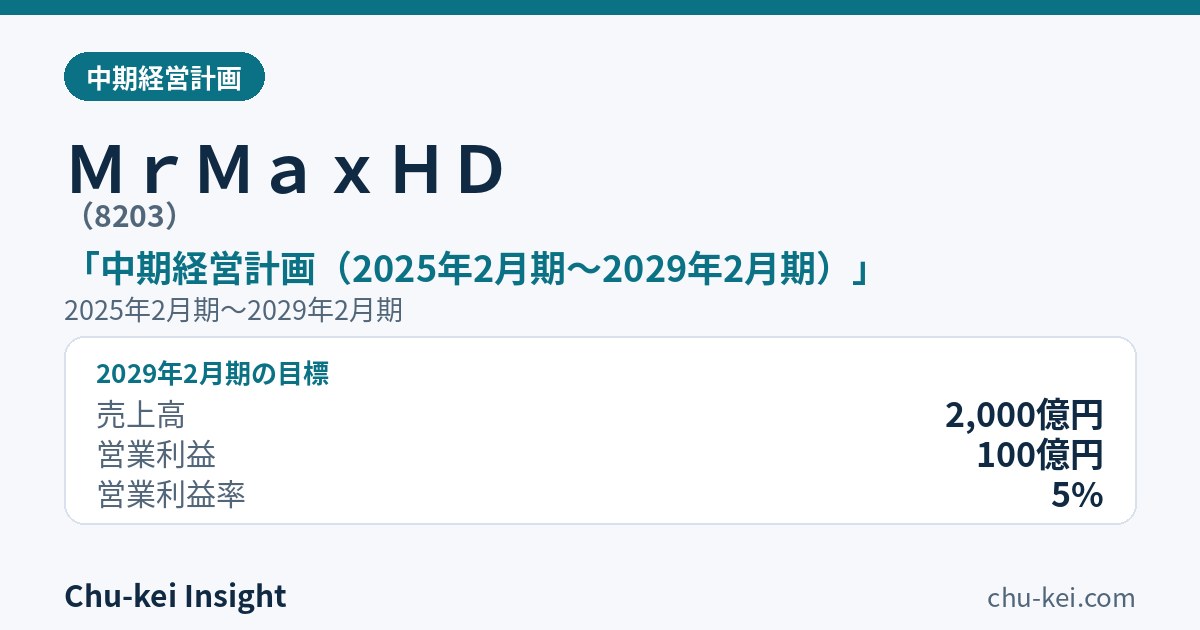 中期経営計画
ＭｒＭａｘＨＤ
（8203）
「中期経営計画（2025年2月期～2029年2月期）」
2025年2月期～2029年2月期
2029年2月期の目標
売上高 2,000億円
営業利益 100億円
営業利益率 5%
Chu-kei Insight chu-kei.com